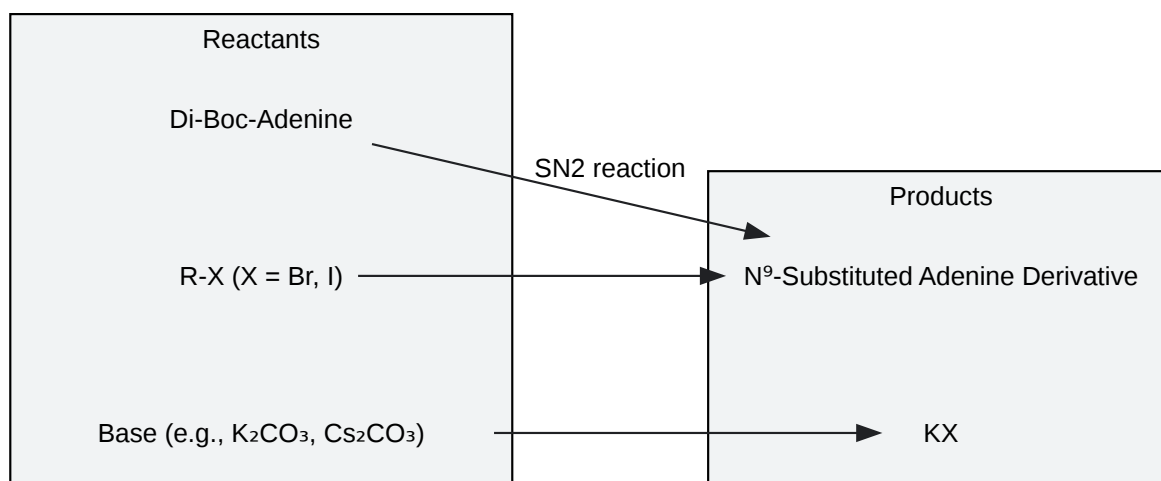 Reactants
Di-Boc-Adenine
SN2 reaction
Products
R-X (X = Br, I)
N⁹-Substituted Adenine Derivative
Base (e.g., K₂CO₃, Cs₂CO₃)
KX